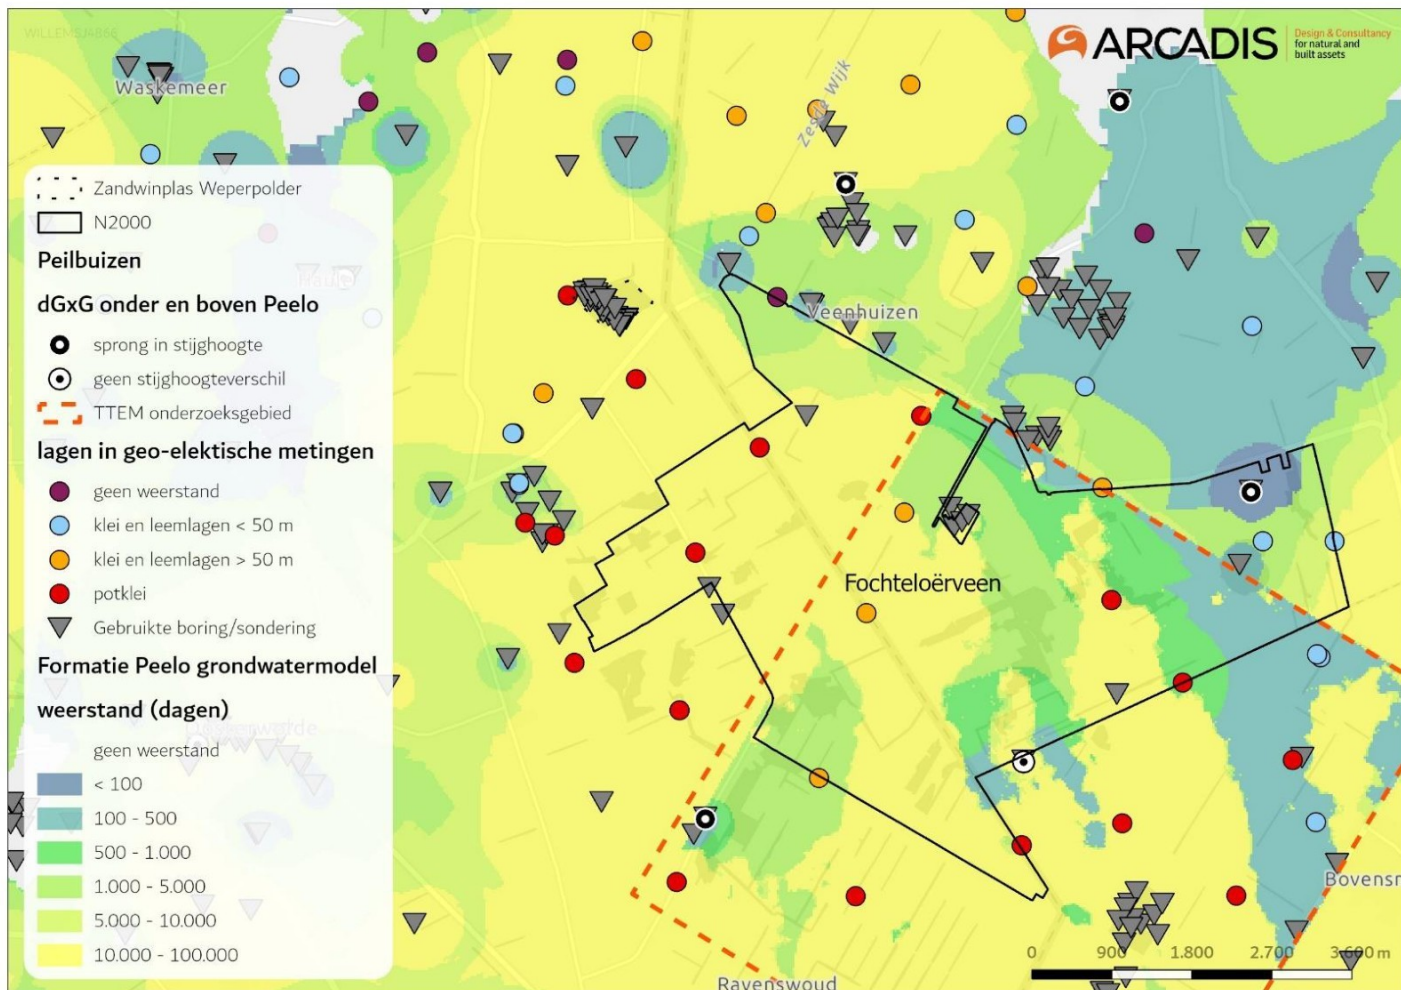 WILLEMSJ4866
ARCADIS
Design & Consultancy
for natural and
built assets
Waskemeer
Zesde Wijk
Zandwinplas Weperpolder
N2000
Peilbuizen
dGxG onder en boven Peelo
sprong in stijghoogte
geen stijghoogteverschil
TTEM onderzoeksgebied
lagen in geo-elektische metingen
geen weerstand
klei en leemlagen < 50 m
klei en leemlagen > 50 m
potklei
Gebruikte boring/sondering
Formatie Peelo grondwatermodel
weerstand (dagen)
geen weerstand
< 100
100 - 500
500 - 1.000
1.000 - 5.000
5.000 - 10.000
10.000 - 100.000
Haule
Veenhuizen
Fochteloërveen
Bovensm
0 900 1.800 2.700 3.600 m
Ravenswoud